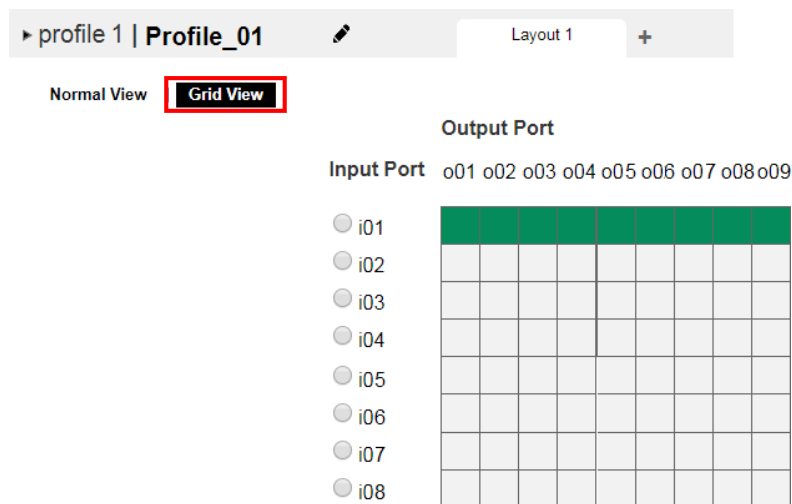 profile 1 | Profile_01 Layout 1 +
Normal View Grid View
Output Port
Input Port o01 o02 o03 o04 o05 o06 o07 o08 o09
i01
i02
i03
i04
i05
i06
i07
i08